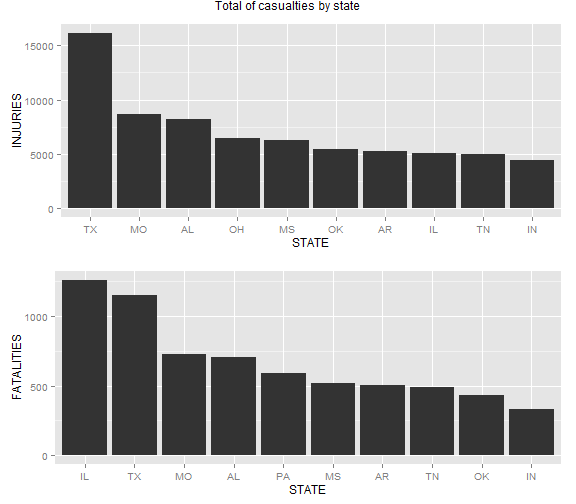 Total of casualties by state
INJURIES
15000
10000
5000
0
TX MO AL OH MS OK AR IL TN IN
STATE
FATALITIES
1000
500
0
IL TX MO AL PA MS AR TN OK IN
STATE